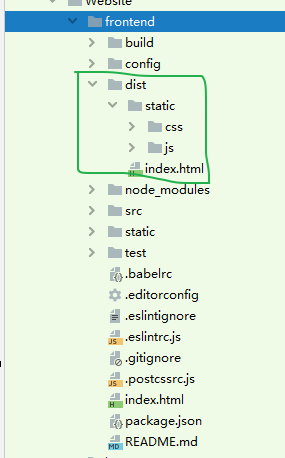 Website
frontend
build
config
dist
static
css
js
index.html
node_modules
src
static
test
.babelrc
.editorconfig
.eslintignore
.eslintrc.js
.gitignore
.postcssrc.js
index.html
package.json
README.md